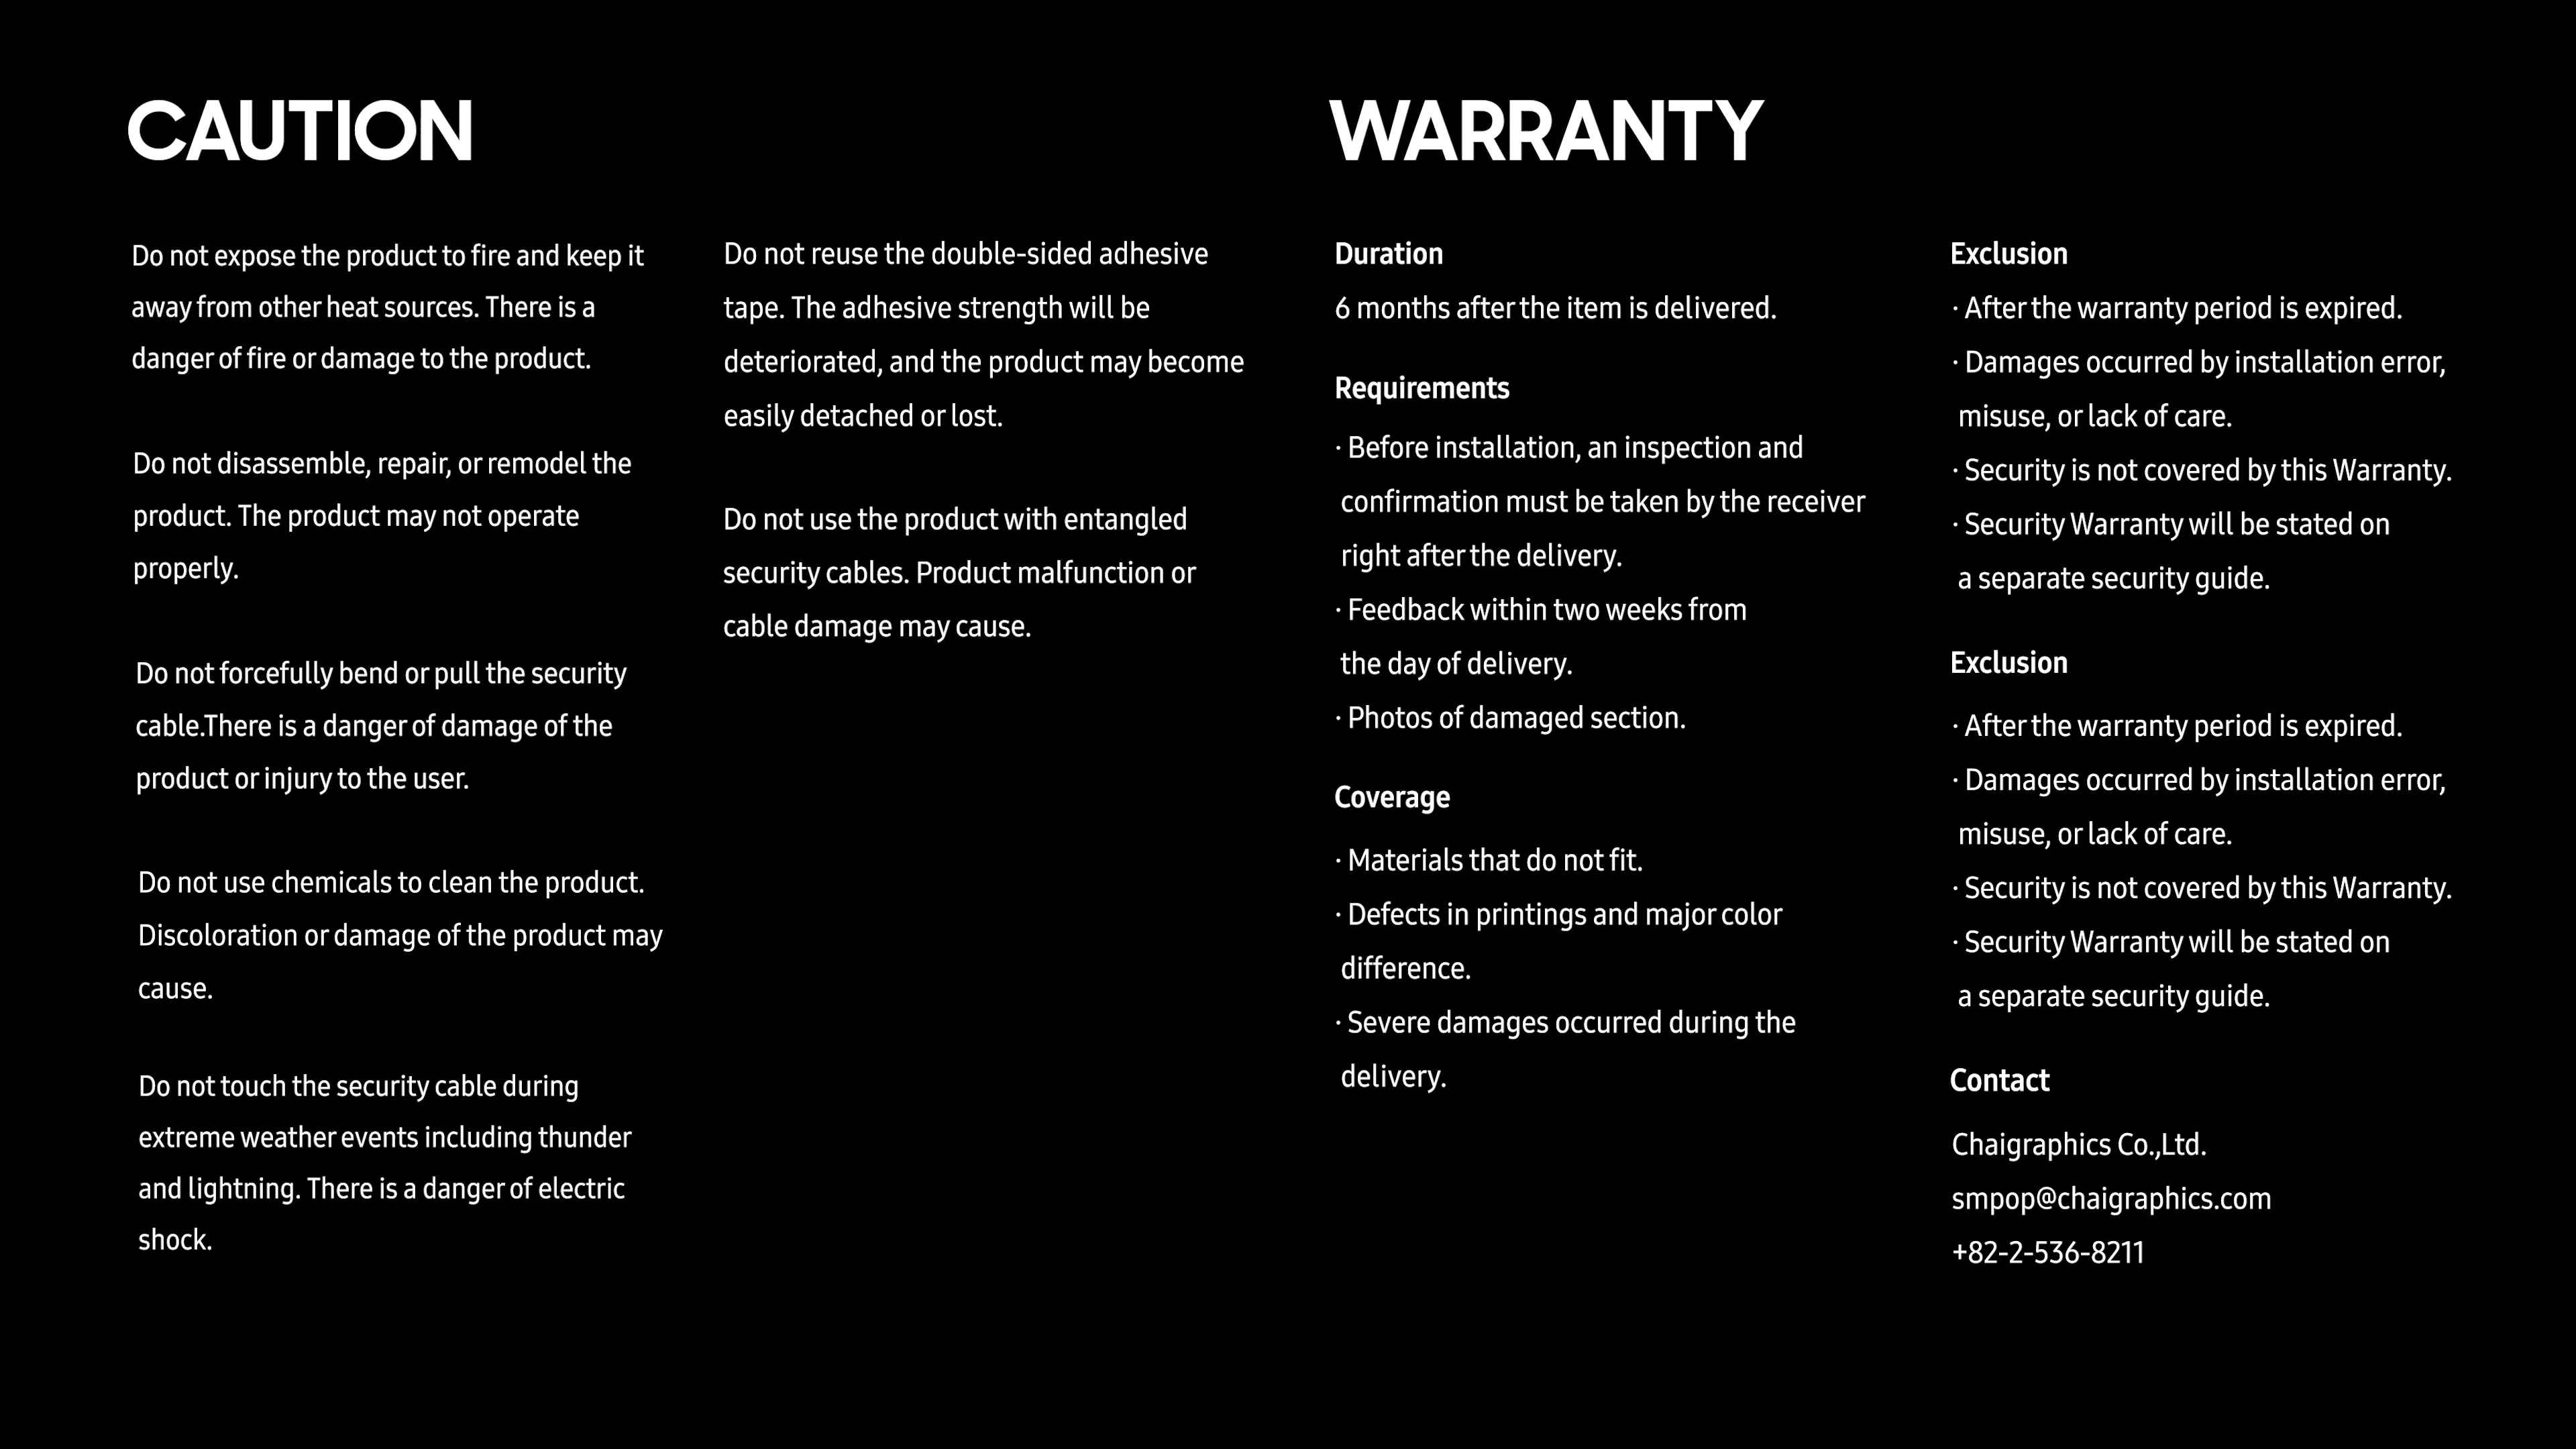 CAUTION
Do not expose the product to fire and keep it
away from other heat sources. There is a
danger of fire or damage to the product.
Do not disassemble, repair, or remodel the
product. The product may not operate
properly.
Do not forcefully bend or pull the security
cable.There is a danger of damage of the
product or injury to the user.
Do not use chemicals to clean the product.
Discoloration or damage of the product may
cause.
Do not touch the security cable during
extreme weather events including thunder
and lightning. There is a danger of electric
shock.
Do not reuse the double-sided adhesive
tape. The adhesive strength will be
deteriorated, and the product may become
easily detached or lost.
Do not use the product with entangled
security cables. Product malfunction or
cable damage may cause.
WARRANTY
Duration
6 months after the item is delivered.
Requirements
· Before installation, an inspection and
confirmation must be taken by the receiver
right after the delivery.
· Feedback within two weeks from
the day of delivery.
· Photos of damaged section.
Coverage
· Materials that do not fit.
· Defects in printings and major color
difference.
· Severe damages occurred during the
delivery.
Exclusion
· After the warranty period is expired.
· Damages occurred by installation error,
misuse, or lack of care.
· Security is not covered by this Warranty.
· Security Warranty will be stated on
a separate security guide.
Exclusion
· After the warranty period is expired.
· Damages occurred by installation error,
misuse, or lack of care.
· Security is not covered by this Warranty.
· Security Warranty will be stated on
a separate security guide.
Contact
Chaigraphics Co.,Ltd.
smpop@chaigraphics.com
+82-2-536-8211